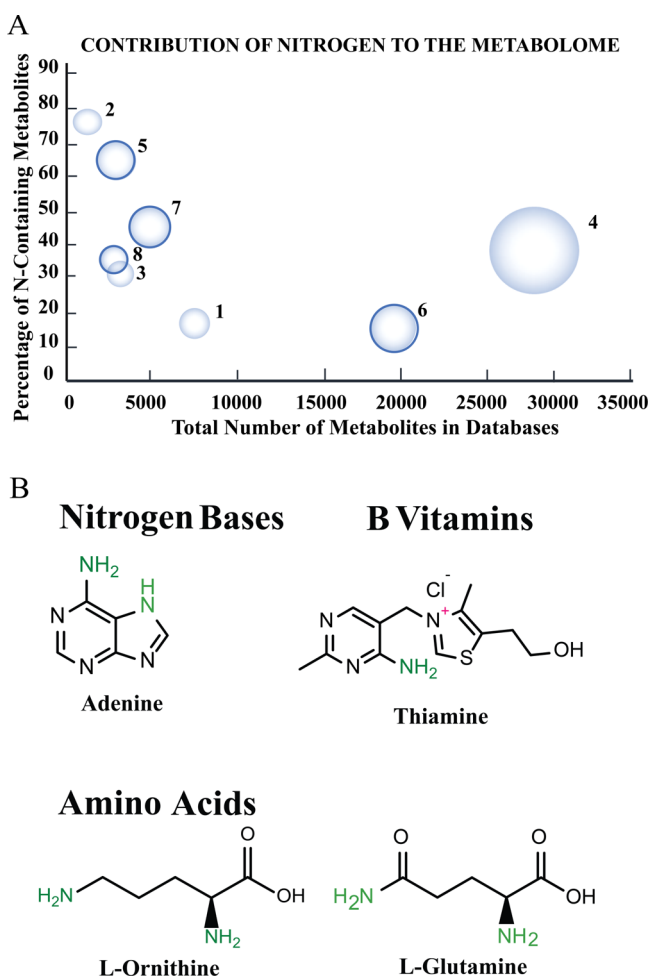 A
CONTRIBUTION OF NITROGEN TO THE METABOLOME
Percentage of N-Containing Metabolites
90
80
70
60
50
40
30
20
10
0
2
5
7
8
3
1
6
4
0 5000 10000 15000 20000 25000 30000 35000
Total Number of Metabolites in Databases
B
Nitrogen Bases
B Vitamins
NH2
H
N
N
N
N
Adenine
Cl-
N
N+
N
NH2
S
OH
Thiamine
Amino Acids
O
H2N
OH
NH2
L-Ornithine
O
O
H2N
OH
NH2
L-Glutamine